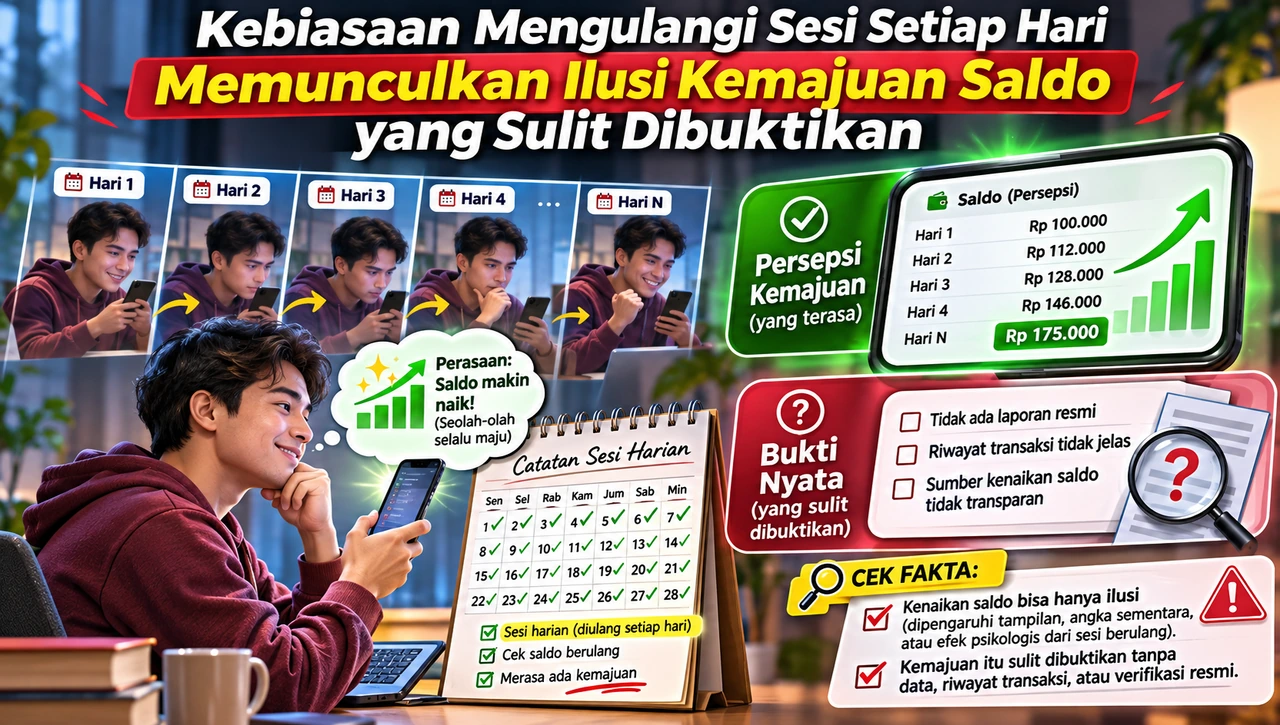 Kebiasaan Mengulangi Sesi Setiap Hari
Memunculkan Ilusi Kemajuan Saldo
yang Sulit Dibuktikan
Hari 1
Hari 2
Hari 3
Hari 4
...
Hari N
Perasaan:
Saldo makin
naik!
(Seolah-olah
selalu maju)
Catatan Sesi Harian
Sen Sel Rab Kam Jum Sab Min
1✓ 2✓ 3✓ 4✓ 5✓ 6✓ 7✓
8✓ 9✓ 10✓ 11✓ 12✓ 13✓ 14✓
15✓ 16✓ 17✓ 18✓ 19✓ 20✓ 21✓
22✓ 23✓ 24✓ 25✓ 26✓ 27✓ 28✓
Sesi harian (diulang setiap hari)
Cek saldo berulang
Merasa ada kemajuan
Persepsi
Kemajuan
(yang terasa)
Saldo (Persepsi)
Hari 1 Rp 100.000
Hari 2 Rp 112.000
Hari 3 Rp 128.000
Hari 4 Rp 146.000
Hari N Rp 175.000
?
Bukti
Nyata
(yang sulit
dibuktikan)
Tidak ada laporan resmi
Riwayat transaksi tidak jelas
Sumber kenaikan saldo
tidak transparan
?
CEK FAKTA:
Kenaikan saldo bisa hanya ilusi
(dipengaruhi tampilan, angka sementara,
atau efek psikologis dari sesi berulang).
Kemajuan itu sulit dibuktikan tanpa
data, riwayat transaksi, atau verifikasi resmi.
!